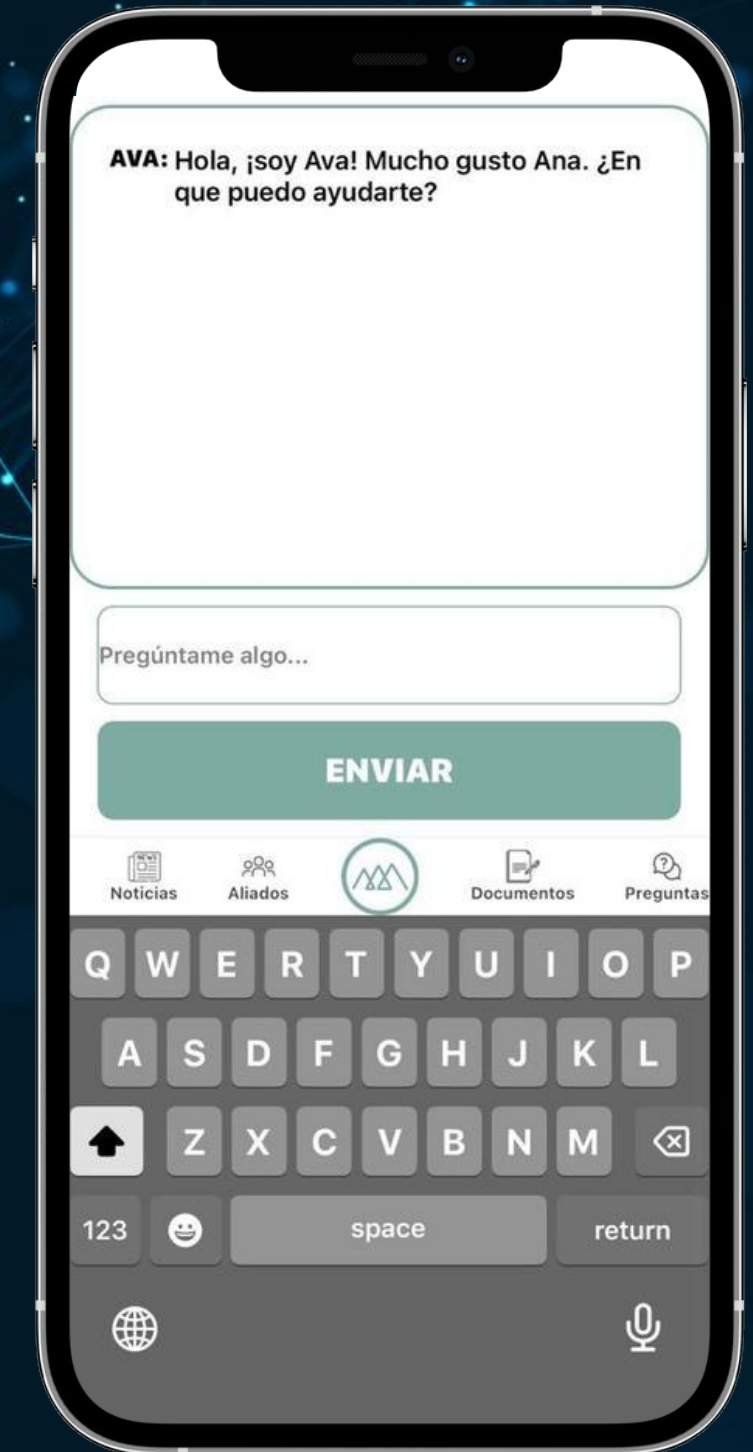 AVA: Hola, ¡soy Ava! Mucho gusto Ana. ¿En
que puedo ayudarte?
Pregúntame algo...
ENVIAR
NEWS
Noticias
Aliados
Documentos
Preguntas
Q W E R T Y U I O P
A S D F G H J K L
Z X C V B N M
123
space
return